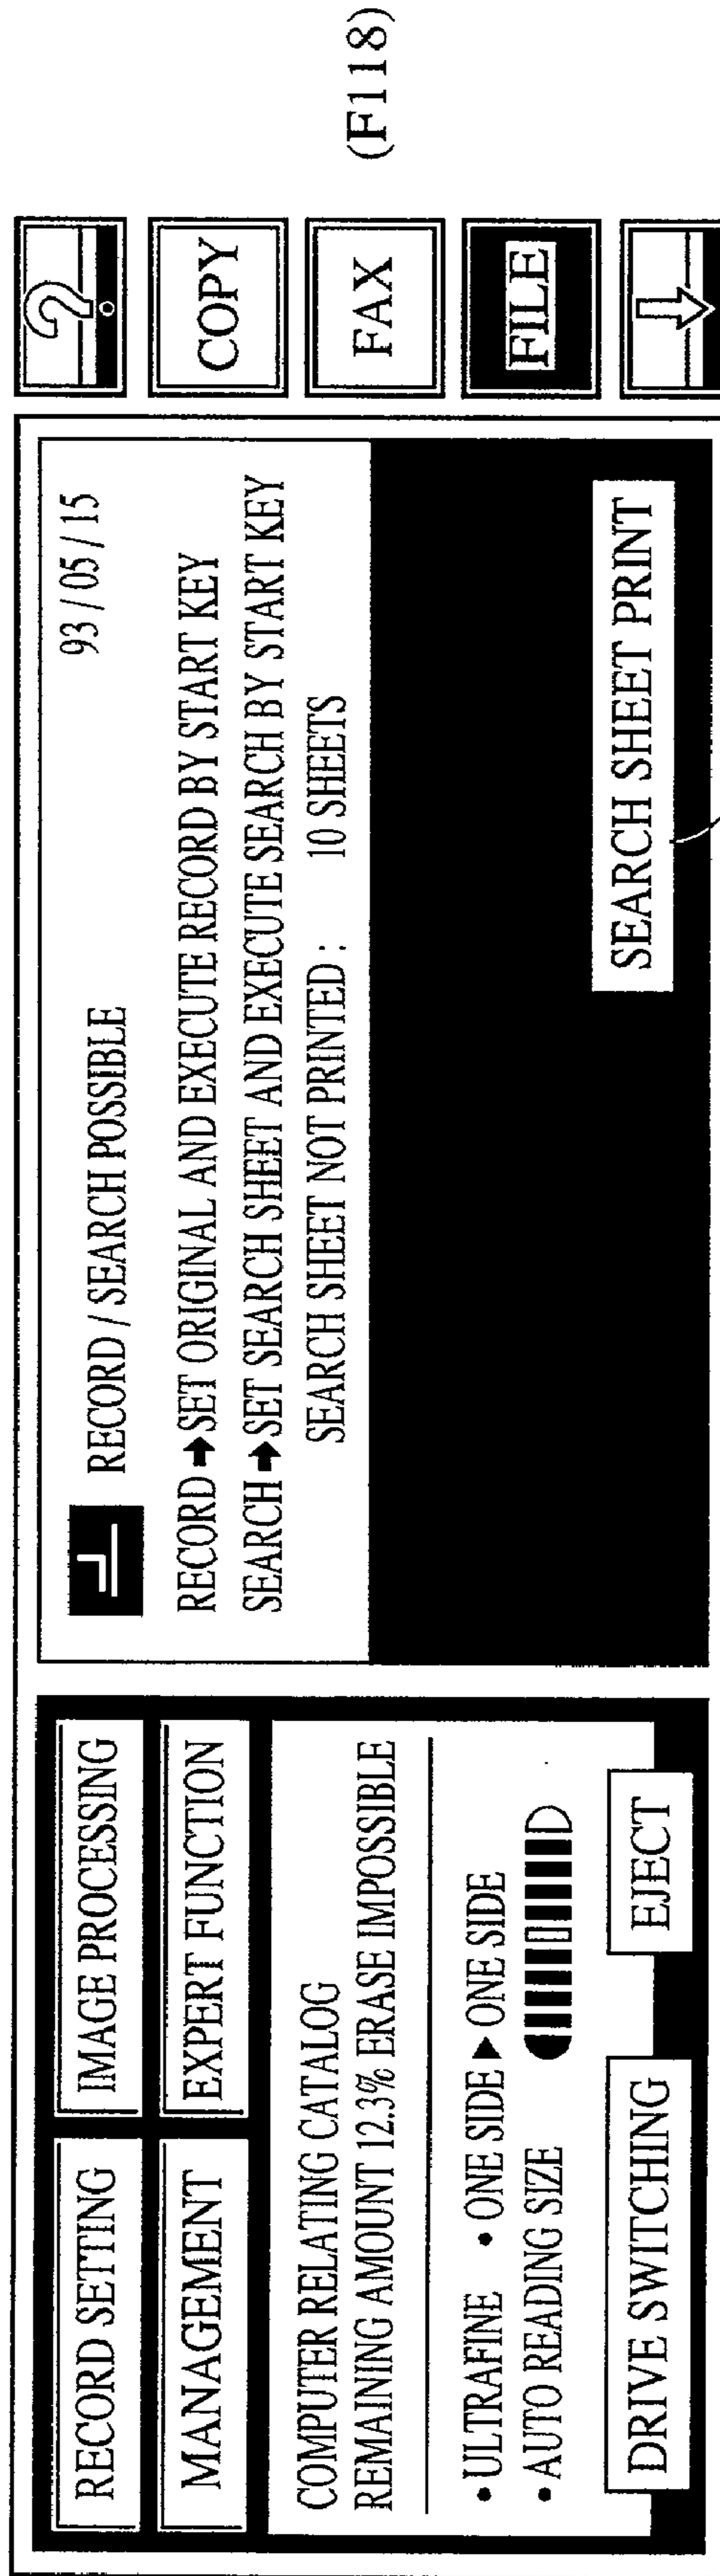 RECORD SETTING
IMAGE PROCESSING
MANAGEMENT
EXPERT FUNCTION
COMPUTER RELATING CATALOG
REMAINING AMOUNT 12.3% ERASE IMPOSSIBLE
• ULTRAFINE • ONE SIDE ▶ ONE SIDE
• AUTO READING SIZE
DRIVE SWITCHING
EJECT
RECORD / SEARCH POSSIBLE 93 / 05 / 15
RECORD ➡ SET ORIGINAL AND EXECUTE RECORD BY START KEY
SEARCH ➡ SET SEARCH SHEET AND EXECUTE SEARCH BY START KEY
SEARCH SHEET NOT PRINTED : 10 SHEETS
SEARCH SHEET PRINT
?
COPY
FAX
FILE
(F118)